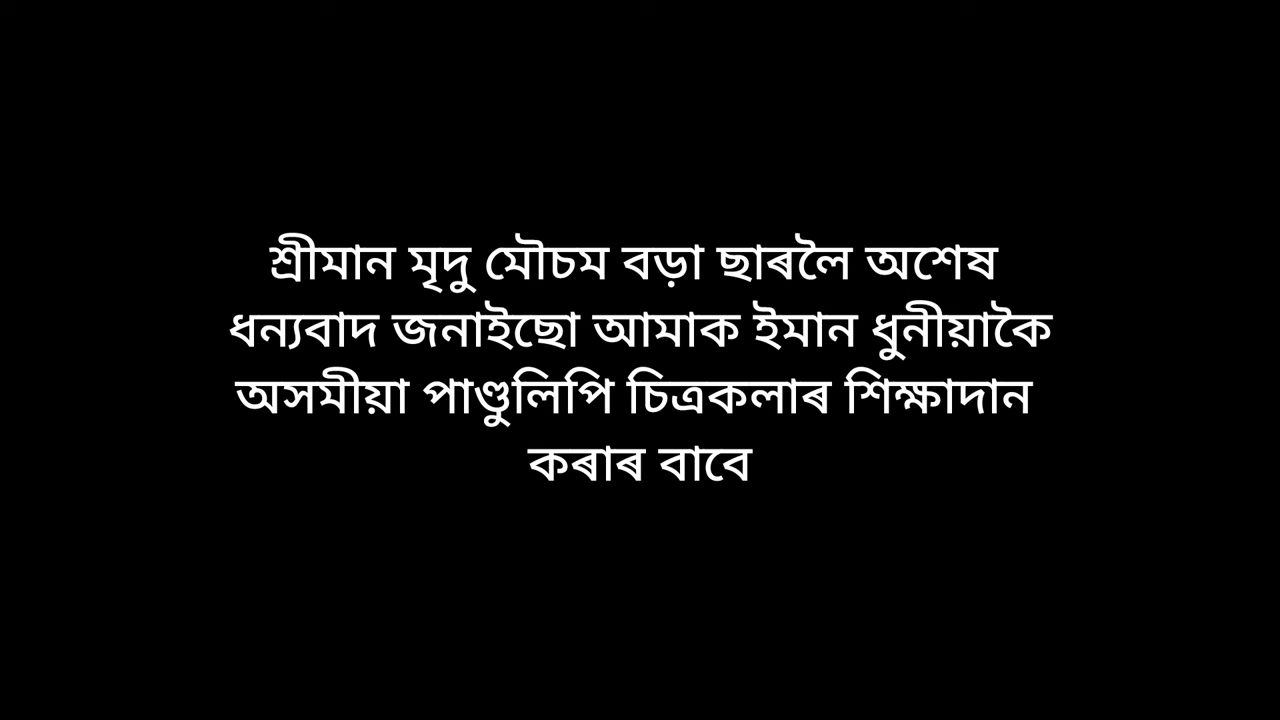 শ্ৰীমান মৃদু মৌচম বড়া ছাৰলৈ অশেষ
ধন্যবাদ জনাইছো আমাক ইমান ধুনীয়াকৈ
অসমীয়া পাণ্ডুলিপি চিত্ৰকলাৰ শিক্ষাদান
কৰাৰ বাবে